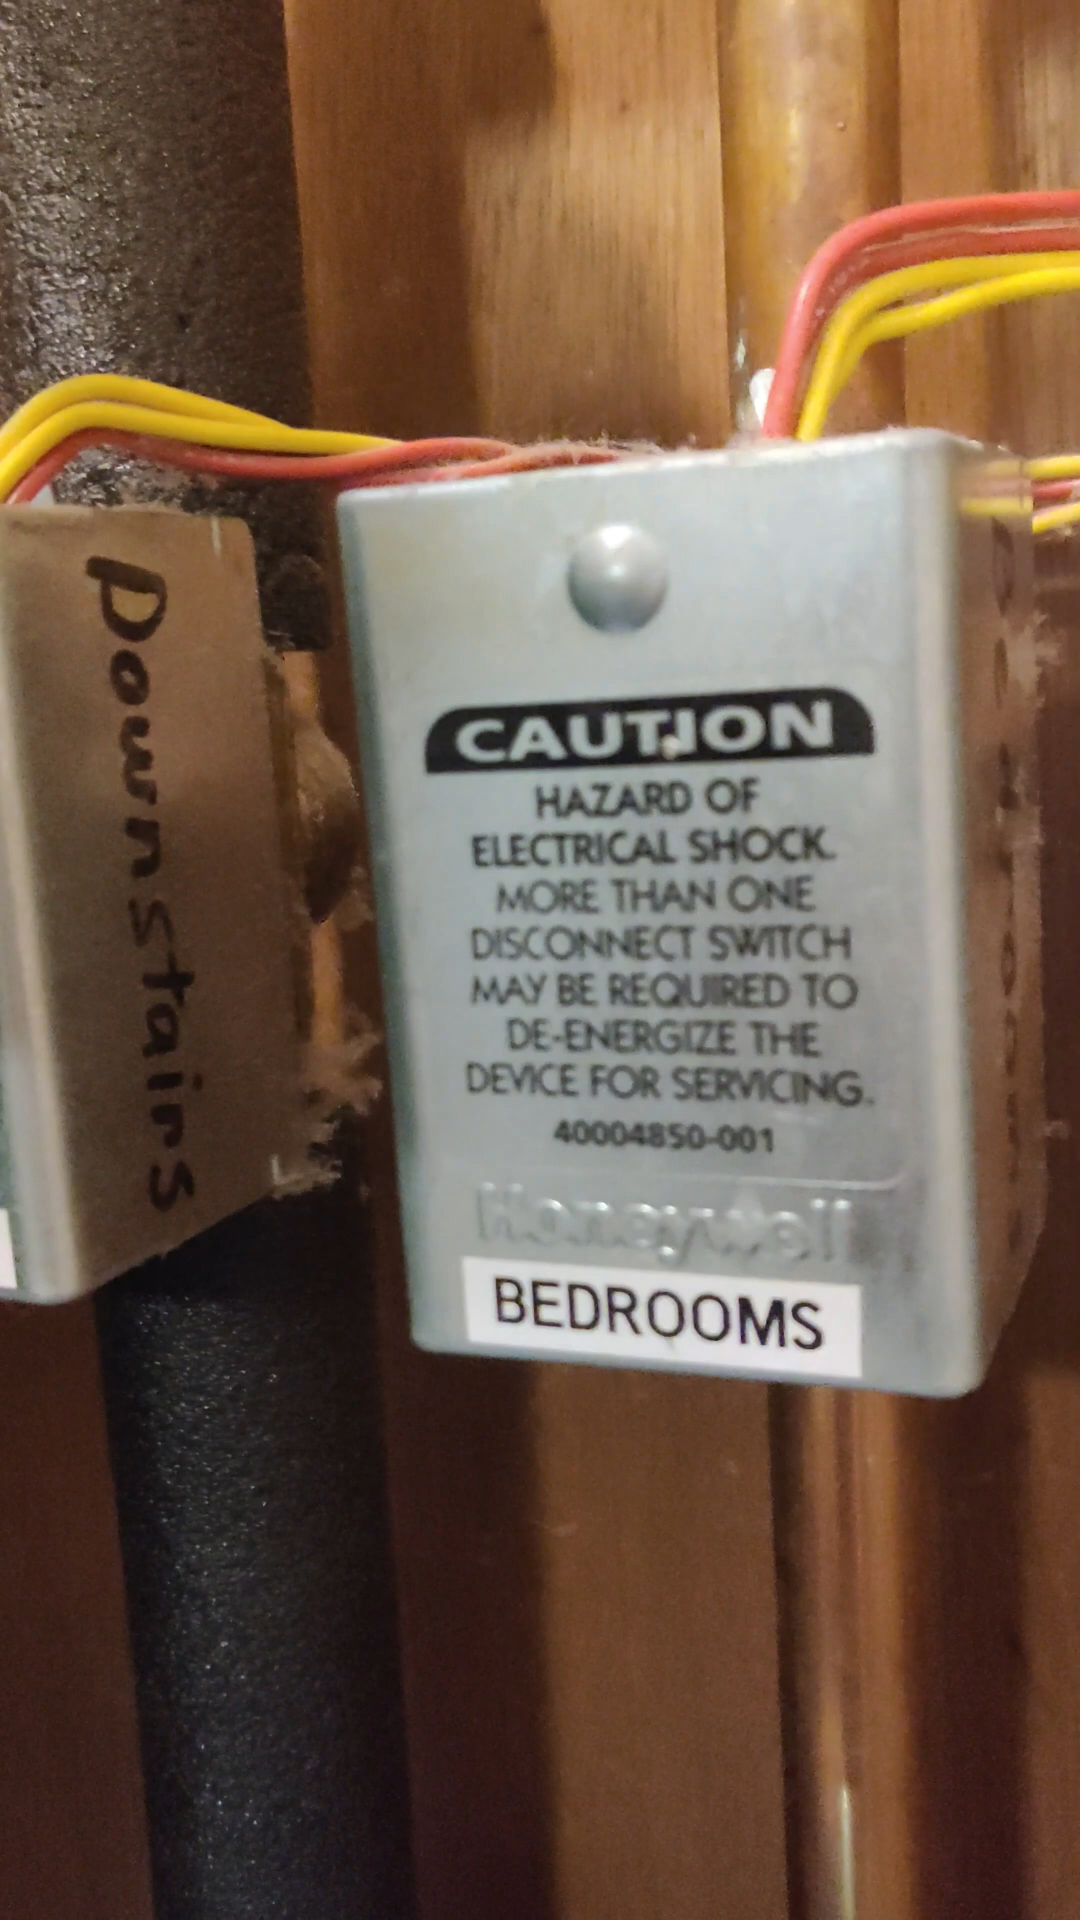 Downstairs
CAUTION
HAZARD OF
ELECTRICAL SHOCK.
MORE THAN ONE
DISCONNECT SWITCH
MAY BE REQUIRED TO
DE-ENERGIZE THE
DEVICE FOR SERVICING.
40004850-001
Honeywell
BEDROOMS